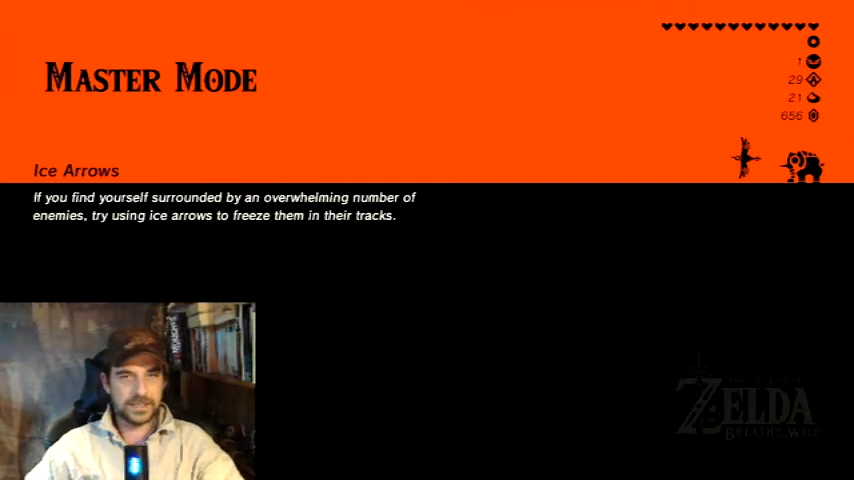 Master Mode
1
29
21
656
Ice Arrows
If you find yourself surrounded by an overwhelming number of
enemies, try using ice arrows to freeze them in their tracks.
ZELDA
BREATH OF THE WILD